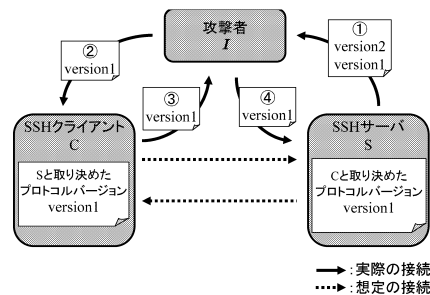 攻撃者
I
①
version2
version1
②
version1
③
version1
④
version1
SSHクライアント
C
Sと取り決めた
プロトコルバージョン
version1
SSHサーバ
S
Cと取り決めた
プロトコルバージョン
version1
:実際の接続
:想定の接続